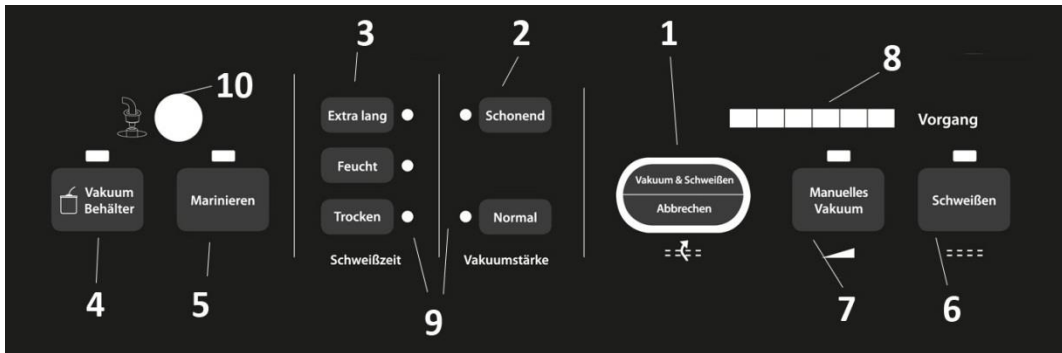 3
2
1
8
10
Extra lang
Schonend
Vorgang
Feucht
Vakuum
Behälter
Marinieren
Vakuum & Schweißen
Abbrechen
Manuelles
Vakuum
Schweißen
Trocken
Normal
Schweißzeit
Vakuumstärke
4
5
9
7
6